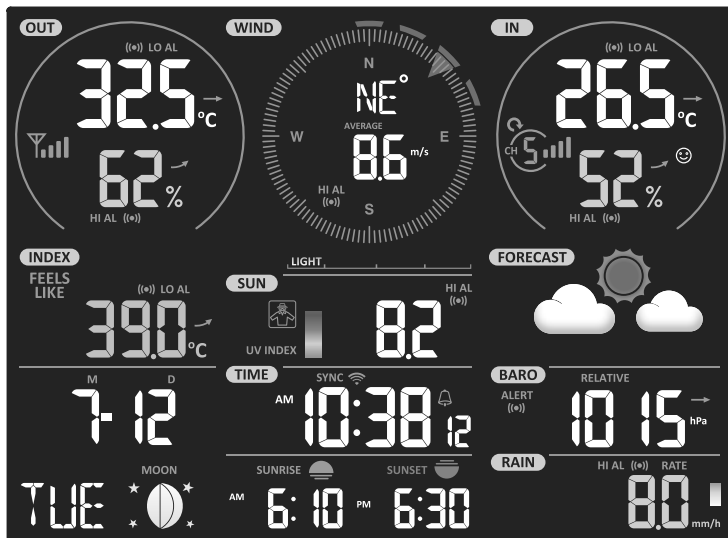 OUT
LO AL
32.5 °C
62 %
HI AL
WIND
N
NE°
W
E
AVERAGE
8.6 m/s
HI AL
S
IN
LO AL
26.5 °C
CH 5
52 %
HI AL
INDEX
FEELS
LIKE
LO AL
39.0 °C
LIGHT
SUN
HI AL
UV INDEX
8.2
FORECAST
M D
7-12
TUE
MOON
TIME
SYNC
AM 10:38 12
SUNRISE SUNSET
AM 6:10 PM 6:30
BARO
RELATIVE
ALERT
1015 hPa
RAIN
HI AL RATE
8.0 mm/h